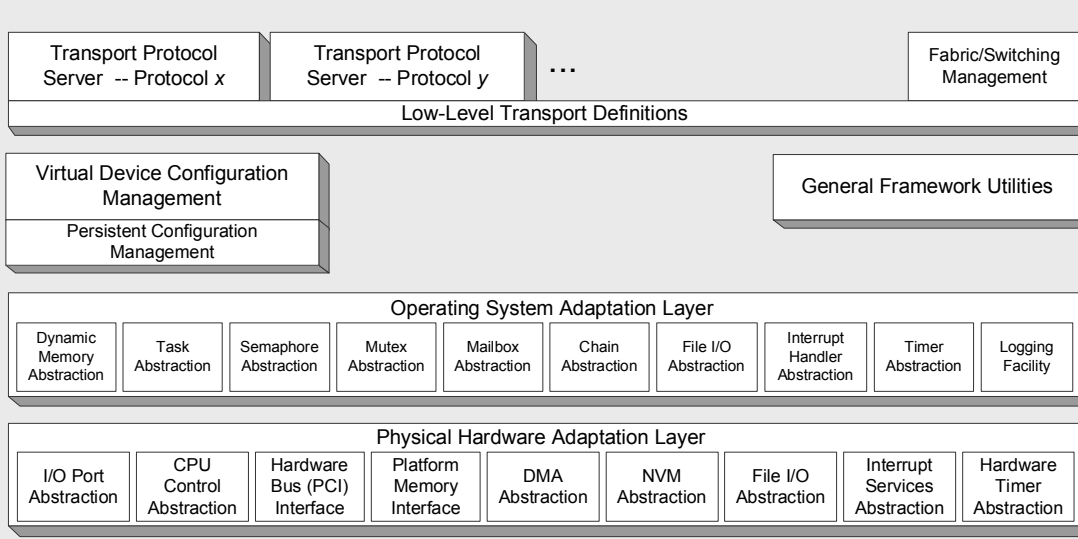 Transport Protocol
Server -- Protocol x
Transport Protocol
Server -- Protocol y
...
Fabric/Switching
Management
Low-Level Transport Definitions
Virtual Device Configuration
Management
Persistent Configuration
Management
General Framework Utilities
Operating System Adaptation Layer
Dynamic
Memory
Abstraction
Task
Abstraction
Semaphore
Abstraction
Mutex
Abstraction
Mailbox
Abstraction
Chain
Abstraction
File I/O
Abstraction
Interrupt
Handler
Abstraction
Timer
Abstraction
Logging
Facility
Physical Hardware Adaptation Layer
I/O Port
Abstraction
CPU
Control
Abstraction
Hardware
Bus (PCI)
Interface
Platform
Memory
Interface
DMA
Abstraction
NVM
Abstraction
File I/O
Abstraction
Interrupt
Services
Abstraction
Hardware
Timer
Abstraction